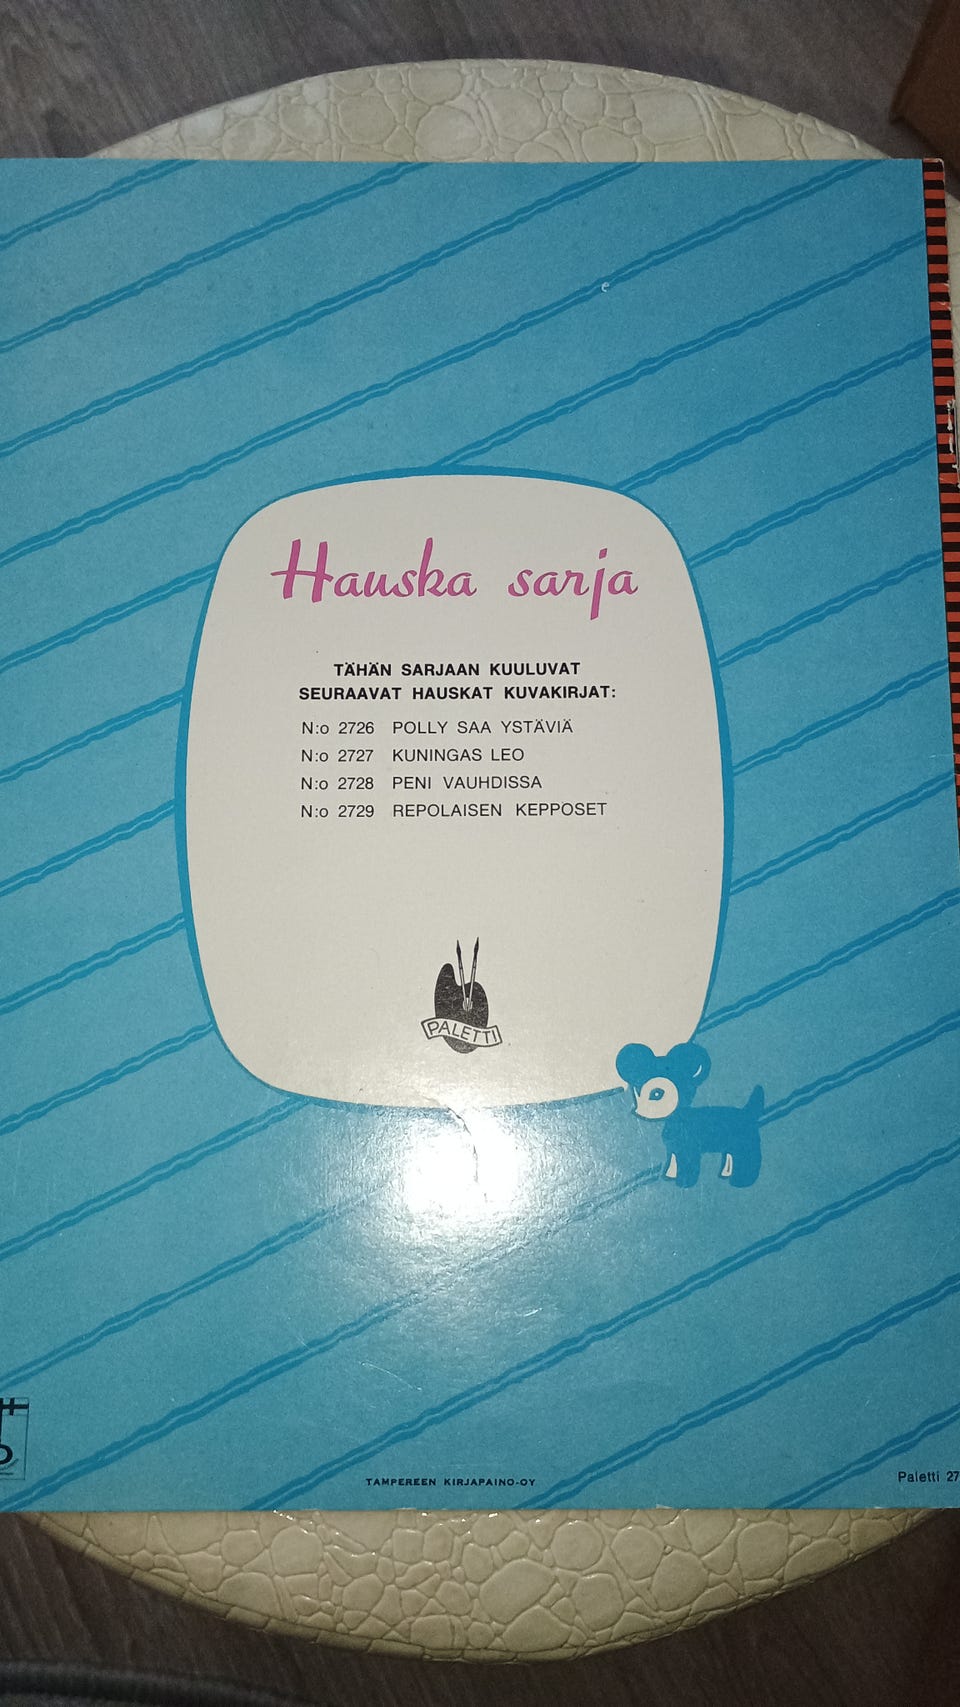 Hauska sarja
TÄHÄN SARJAAN KUULUVAT
SEURAAVAT HAUSKAT KUVAKIRJAT:
N:o 2726 POLLY SAA YSTÄVIÄ
N:o 2727 KUNINGAS LEO
N:o 2728 PENI VAUHDISSA
N:o 2729 REPOLAISEN KEPPOSET
PALETTI
TAMPEREEN KIRJAPAINO-OY
Paletti 27